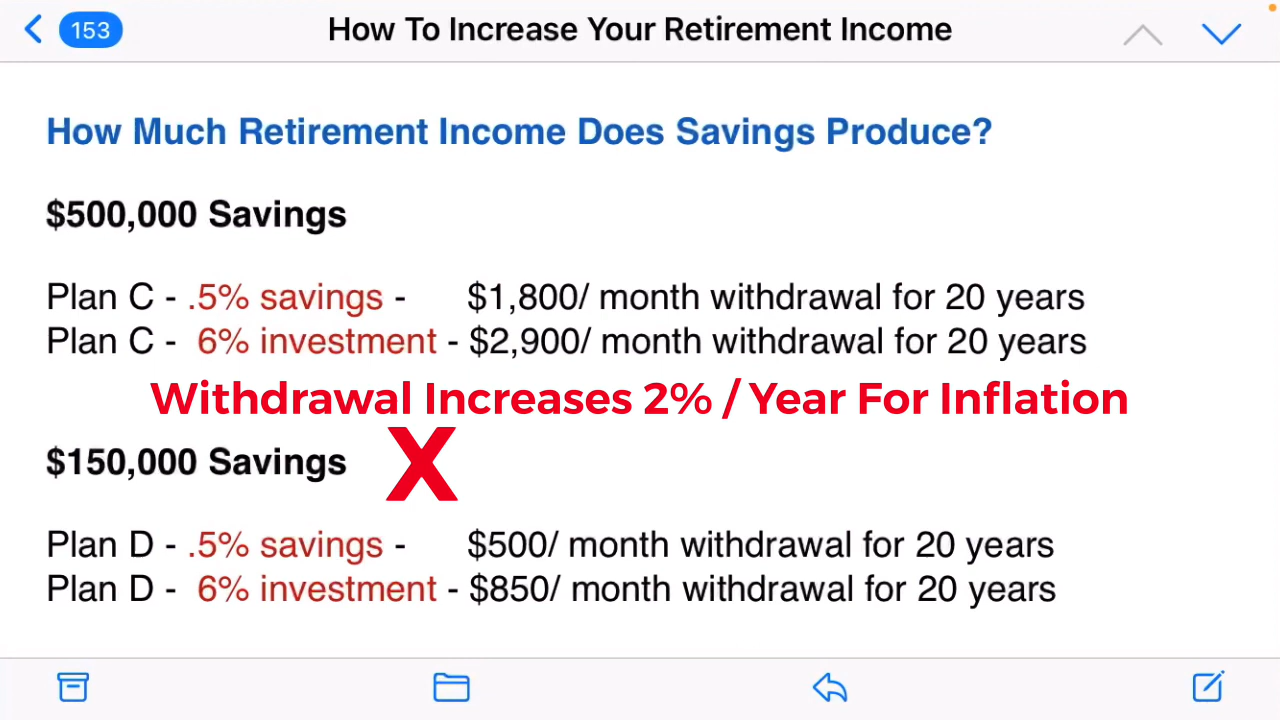 153
How To Increase Your Retirement Income
How Much Retirement Income Does Savings Produce?
$500,000 Savings
Plan C - .5% savings - $1,800/ month withdrawal for 20 years
Plan C - 6% investment - $2,900/ month withdrawal for 20 years
Withdrawal Increases 2% / Year For Inflation
$150,000 Savings X
Plan D - .5% savings - $500/ month withdrawal for 20 years
Plan D - 6% investment - $850/ month withdrawal for 20 years